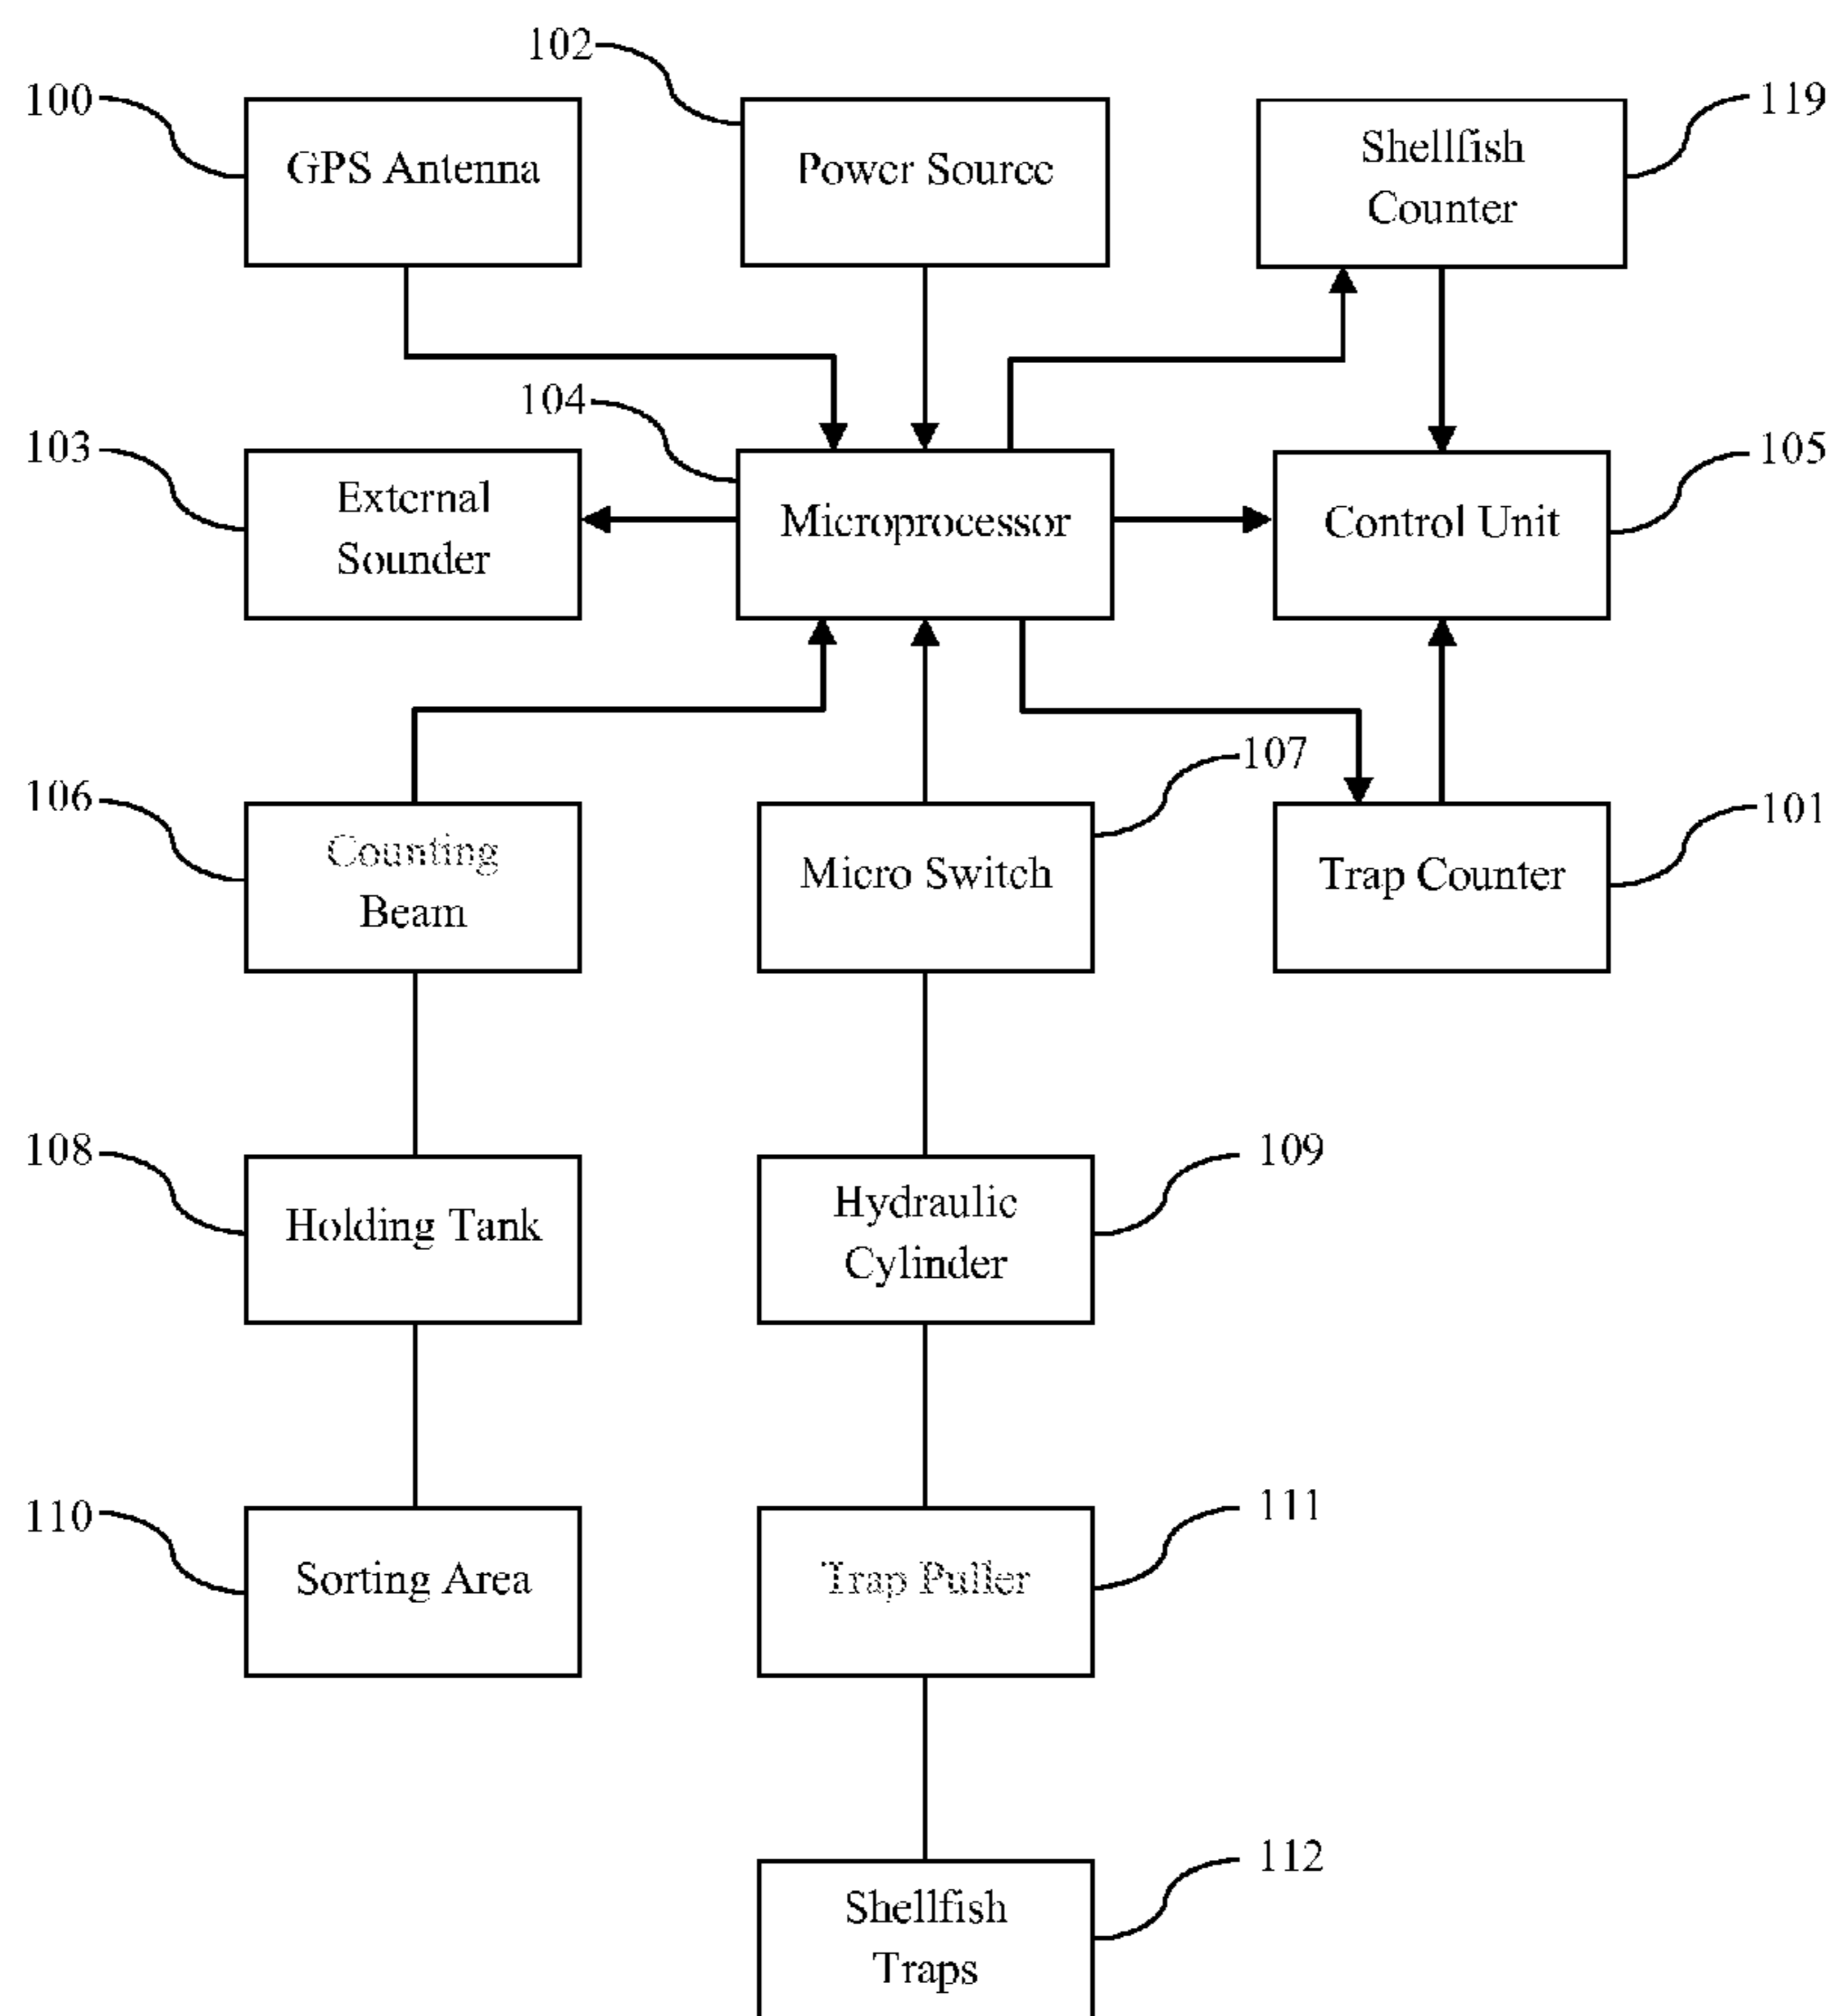 102
100
119
GPS Antenna
Power Source
Shellfish
Counter
104
103
105
External
Sounder
Microprocessor
Control Unit
107
106
101
Counting
Beam
Micro Switch
Trap Counter
108
109
Holding Tank
Hydraulic
Cylinder
110
111
Sorting Area
Trap Puller
112
Shellfish
Traps